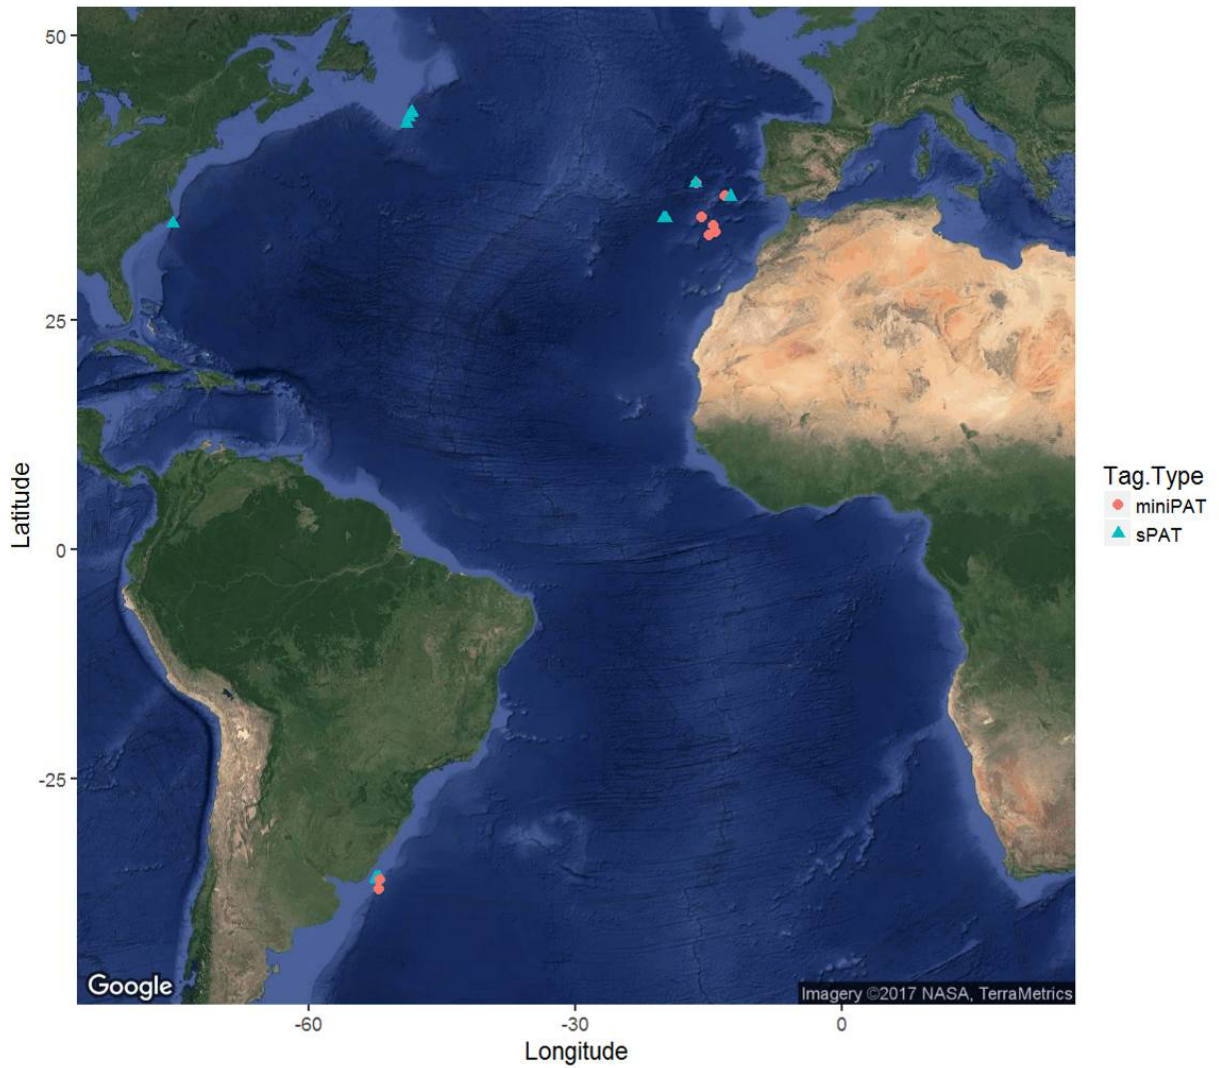 50
25
0
-25
Latitude
-60
-30
0
Longitude
Tag.Type
miniPAT
sPAT
Google
Imagery ©2017 NASA, TerraMetrics